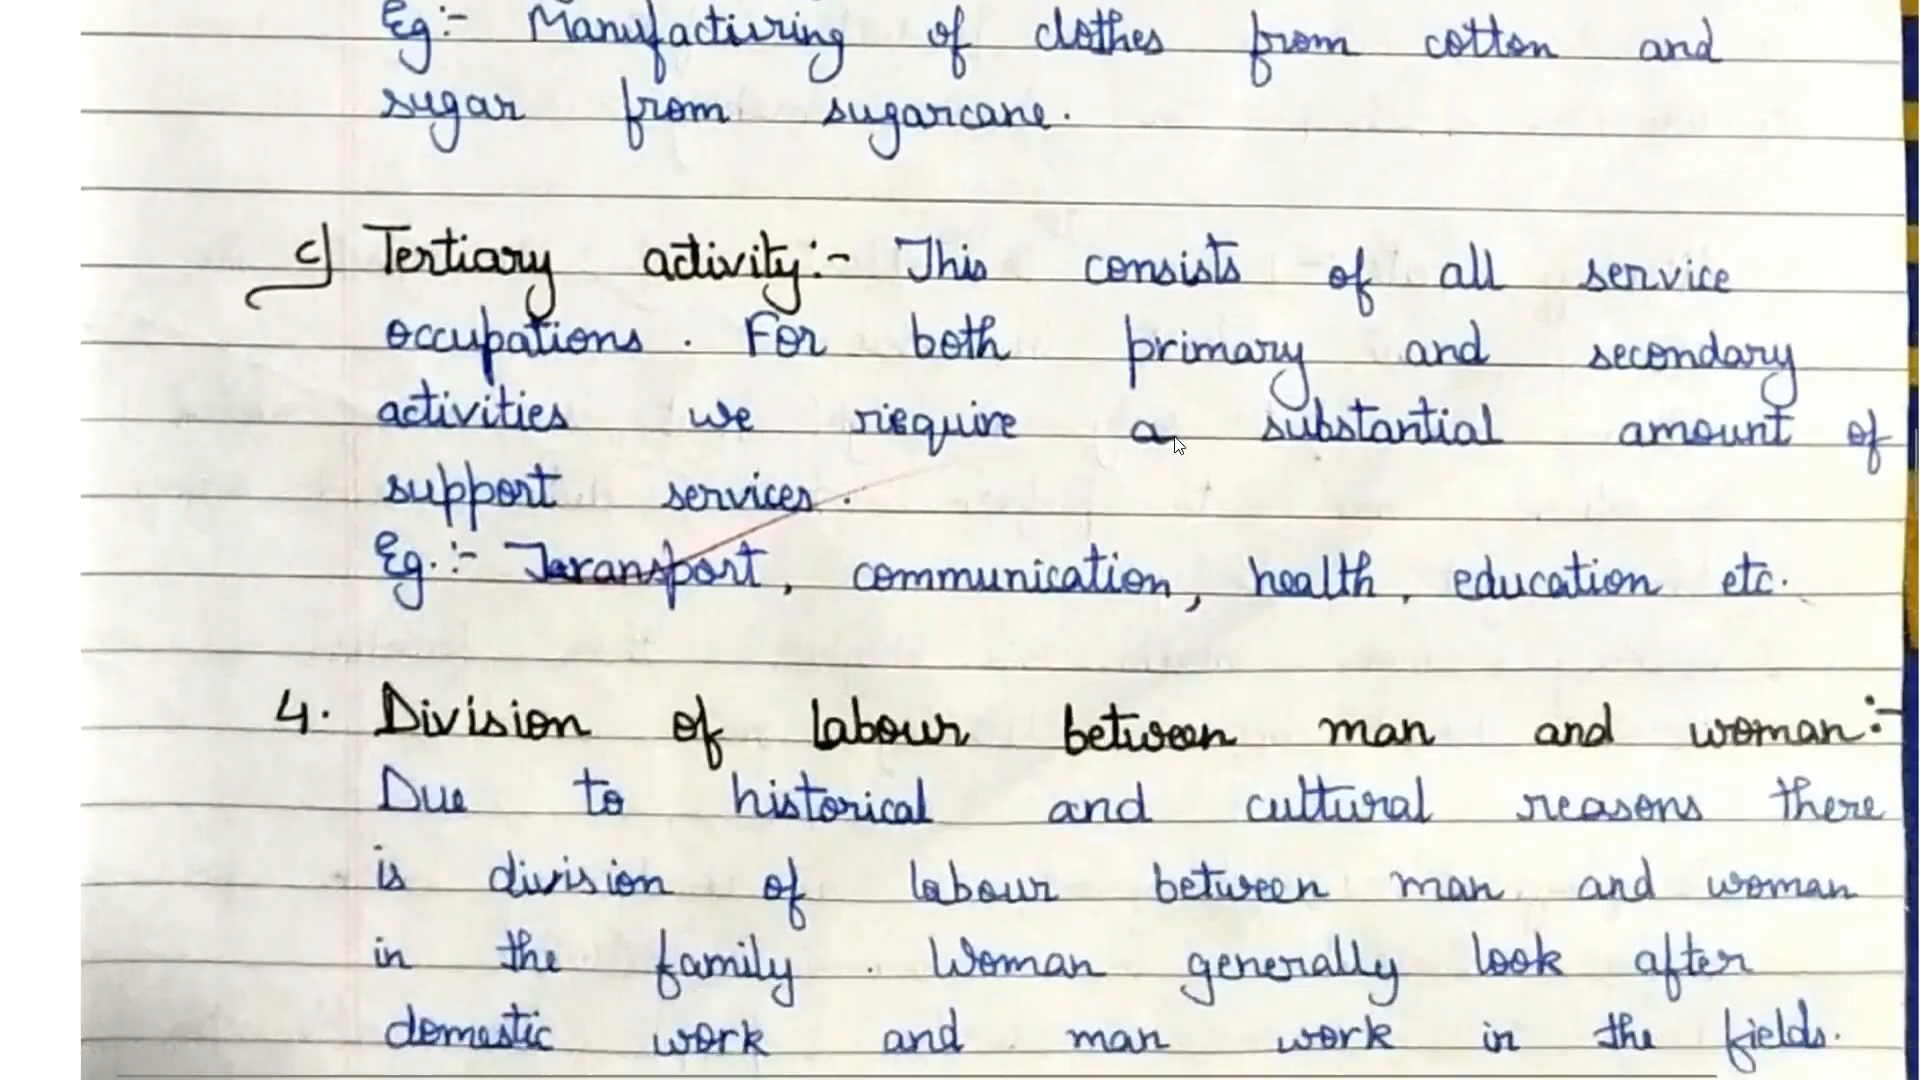 Eg:- Manufacturing of clothes from cotton and
sugar from sugarcane.
c) Tertiary activity:- This consists of all service
occupations. For both primary and secondary
activities we require a substantial amount of
support services.
Eg.:- Transport, communication, health, education etc.
4. Division of labour between man and woman:-
Due to historical and cultural reasons there
is division of labour between man and woman
in the family. Woman generally look after
domestic work and man work in the fields.